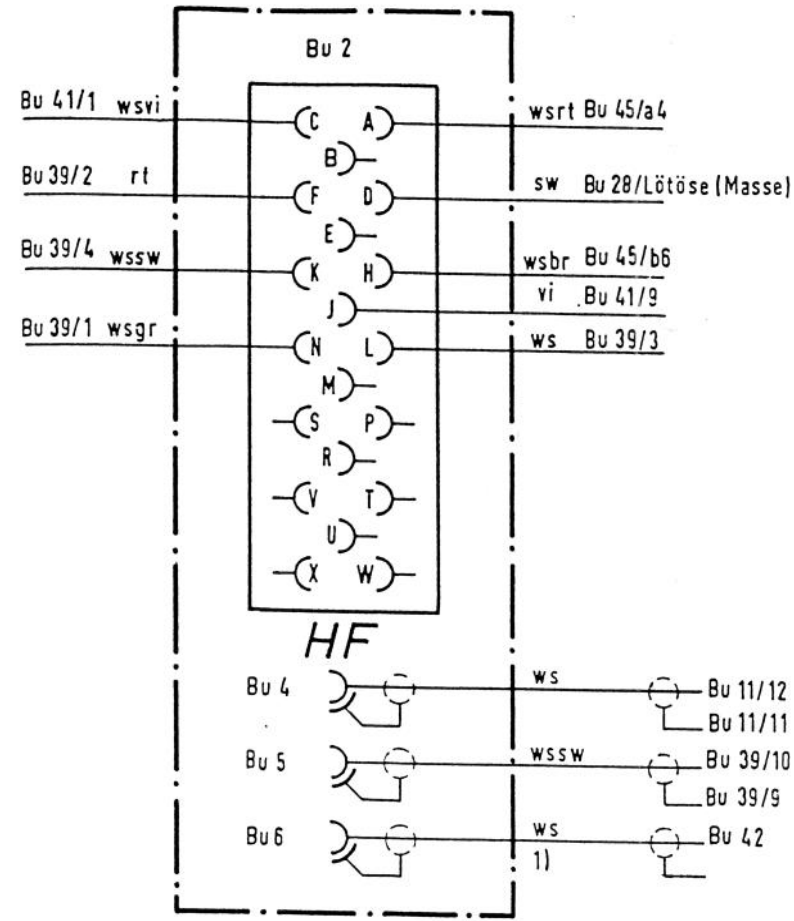 Bu 2
Bu 41/1 wsvi C A wsrt Bu 45/a4
B
Bu 39/2 rt F D sw Bu 28/Lötöse (Masse)
E
Bu 39/4 wssw K H wsbr Bu 45/b6
J vi Bu 41/9
Bu 39/1 wsgr N L ws Bu 39/3
M
S P
R
V T
U
X W
HF
Bu 4 ws Bu 11/12
Bu 11/11
Bu 5 wssw Bu 39/10
Bu 39/9
Bu 6 ws Bu 42
1)